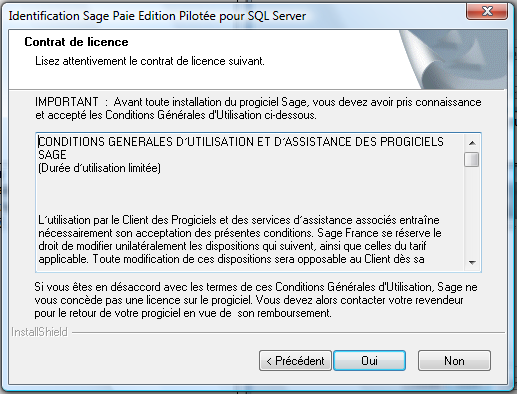 Identification Sage Paie Edition Pilotée pour SQL Server
Contrat de licence
Lisez attentivement le contrat de licence suivant.
IMPORTANT  :  Avant toute installation du progiciel Sage, vous devez avoir pris connaissance
et accepté les Conditions Générales d'Utilisation ci-dessous.
CONDITIONS GENERALES D´UTILISATION ET D´ASSISTANCE DES PROGICIELS
SAGE
(Durée d´utilisation limitée)
L´utilisation par le Client des Progiciels et des services d´assistance associés entraîne
nécessairement son acceptation des présentes conditions. Sage France se réserve le
droit de modifier unilatéralement les dispositions qui suivent, ainsi que celles du tarif
applicable. Toute modification de ces dispositions sera opposable au Client dès sa
Si vous êtes en désaccord avec les termes de ces Conditions Générales d'Utilisation, Sage ne
vous concède pas une licence sur le progiciel. Vous devez alors contacter votre revendeur
pour le retour de votre progiciel en vue de  son remboursement.
InstallShield
< Précédent
Oui
Non